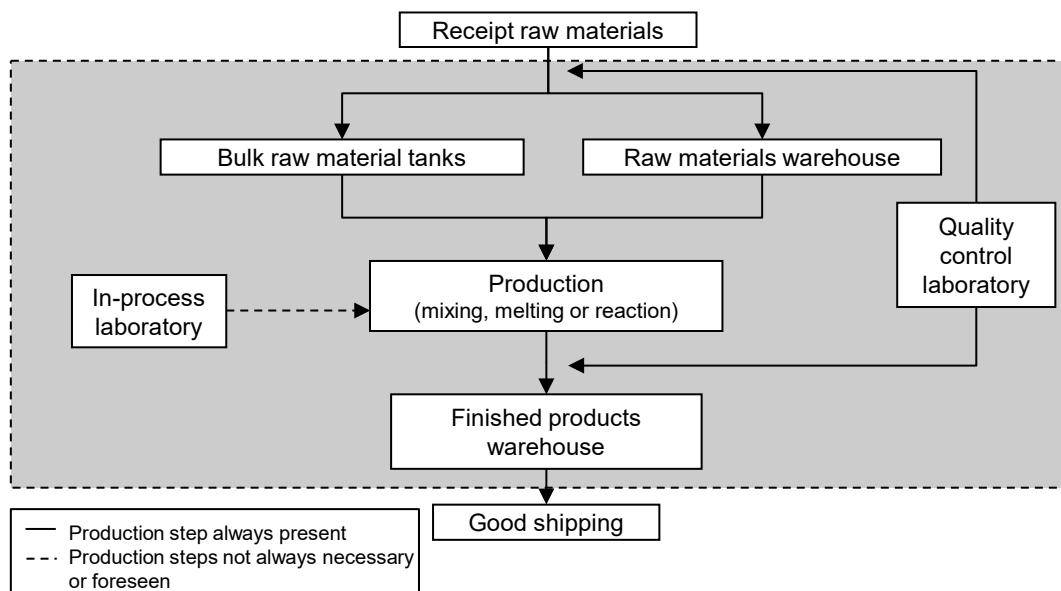 Receipt raw materials
Bulk raw material tanks
Raw materials warehouse
Quality
control
laboratory
Production
(mixing, melting or reaction)
In-process
laboratory
Finished products
warehouse
Good shipping
Production step always present
Production steps not always necessary
or foreseen